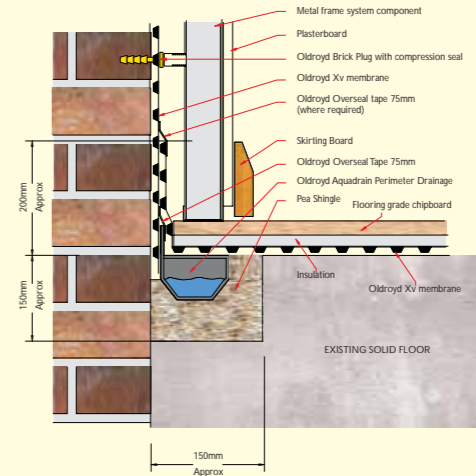 Metal frame system component
Plasterboard
Oldroyd Brick Plug with compression seal
Oldroyd Xv membrane
Oldroyd Overseal tape 75mm
(where required)
Skirting Board
Oldroyd Overseal Tape 75mm
Oldroyd Aquadrain Perimeter Drainage
Pea Shingle
Flooring grade chipboard
200mm
Approx
Insulation
Oldroyd Xv membrane
150mm
Approx
EXISTING SOLID FLOOR
150mm
Approx